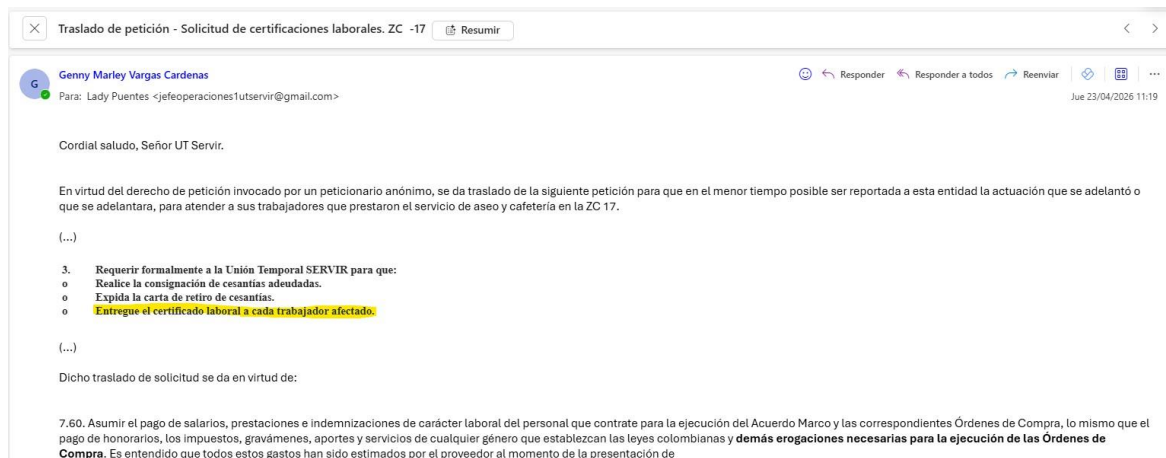 Traslado de petición - Solicitud de certificaciones laborales. ZC -17 Resumir
G
Genny Marley Vargas Cardenas
Responder Responder a todos Reenviar
Para: Lady Puentes <jefeoperaciones1utservir@gmail.com>
Jue 23/04/2026 11:19
Cordial saludo, Señor UT Servir.
En virtud del derecho de petición invocado por un peticionario anónimo, se da traslado de la siguiente petición para que en el menor tiempo posible ser reportada a esta entidad la actuación que se adelantó o
que se adelantara, para atender a sus trabajadores que prestaron el servicio de aseo y cafetería en la ZC 17.
(...)
3. Requerir formalmente a la Unión Temporal SERVIR para que:
o Realice la consignación de cesantías adeudadas.
o Expida la carta de retiro de cesantías.
o Entregue el certificado laboral a cada trabajador afectado.
(...)
Dicho traslado de solicitud se da en virtud de:
7.60. Asumir el pago de salarios, prestaciones e indemnizaciones de carácter laboral del personal que contrate para la ejecución del Acuerdo Marco y las correspondientes Órdenes de Compra, lo mismo que el
pago de honorarios, los impuestos, gravámenes, aportes y servicios de cualquier género que establezcan las leyes colombianas y demás erogaciones necesarias para la ejecución de las Órdenes de
Compra. Es entendido que todos estos gastos han sido estimados por el proveedor al momento de la presentación de